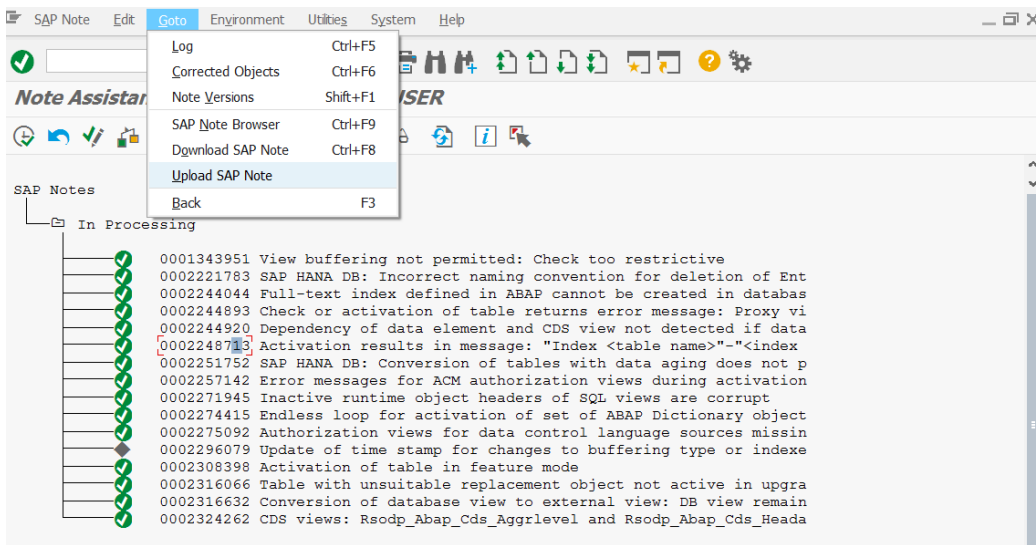 SAP Note Edit Goto Environment Utilities System Help
Log Ctrl+F5
Corrected Objects Ctrl+F6
Note Assistan USER
Note Versions Shift+F1
SAP Note Browser Ctrl+F9
Download SAP Note Ctrl+F8
Upload SAP Note
Back F3
SAP Notes
In Processing
0001343951 View buffering not permitted: Check too restrictive
0002221783 SAP HANA DB: Incorrect naming convention for deletion of Ent
0002244044 Full-text index defined in ABAP cannot be created in databas
0002244893 Check or activation of table returns error message: Proxy vi
0002244920 Dependency of data element and CDS view not detected if data
0002248713 Activation results in message: "Index <table name>"-"<index
0002251752 SAP HANA DB: Conversion of tables with data aging does not p
0002257142 Error messages for ACM authorization views during activation
0002271945 Inactive runtime object headers of SQL views are corrupt
0002274415 Endless loop for activation of set of ABAP Dictionary object
0002275092 Authorization views for data control language sources missin
0002296079 Update of time stamp for changes to buffering type or indexe
0002308398 Activation of table in feature mode
0002316066 Table with unsuitable replacement object not active in upgra
0002316632 Conversion of database view to external view: DB view remain
0002324262 CDS views: Rsodp_Abap_Cds_Aggrlevel and Rsodp_Abap_Cds_Heada